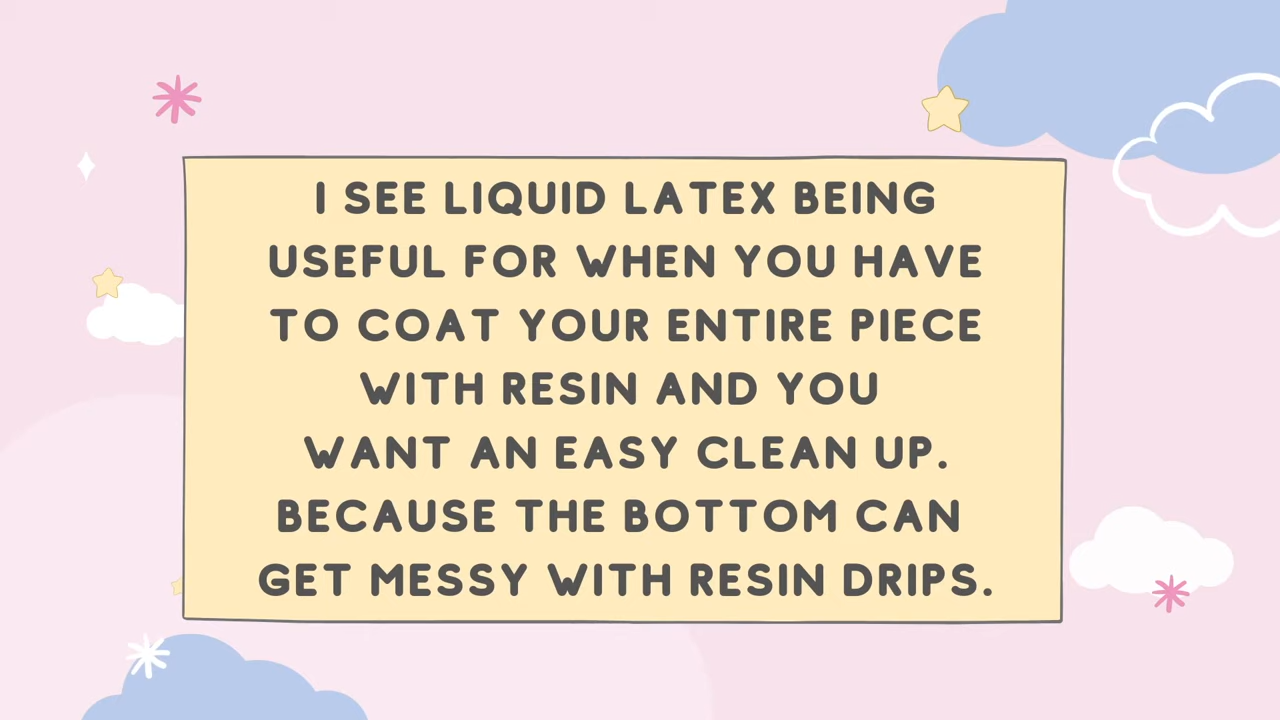 I SEE LIQUID LATEX BEING
USEFUL FOR WHEN YOU HAVE
TO COAT YOUR ENTIRE PIECE
WITH RESIN AND YOU
WANT AN EASY CLEAN UP.
BECAUSE THE BOTTOM CAN
GET MESSY WITH RESIN DRIPS.